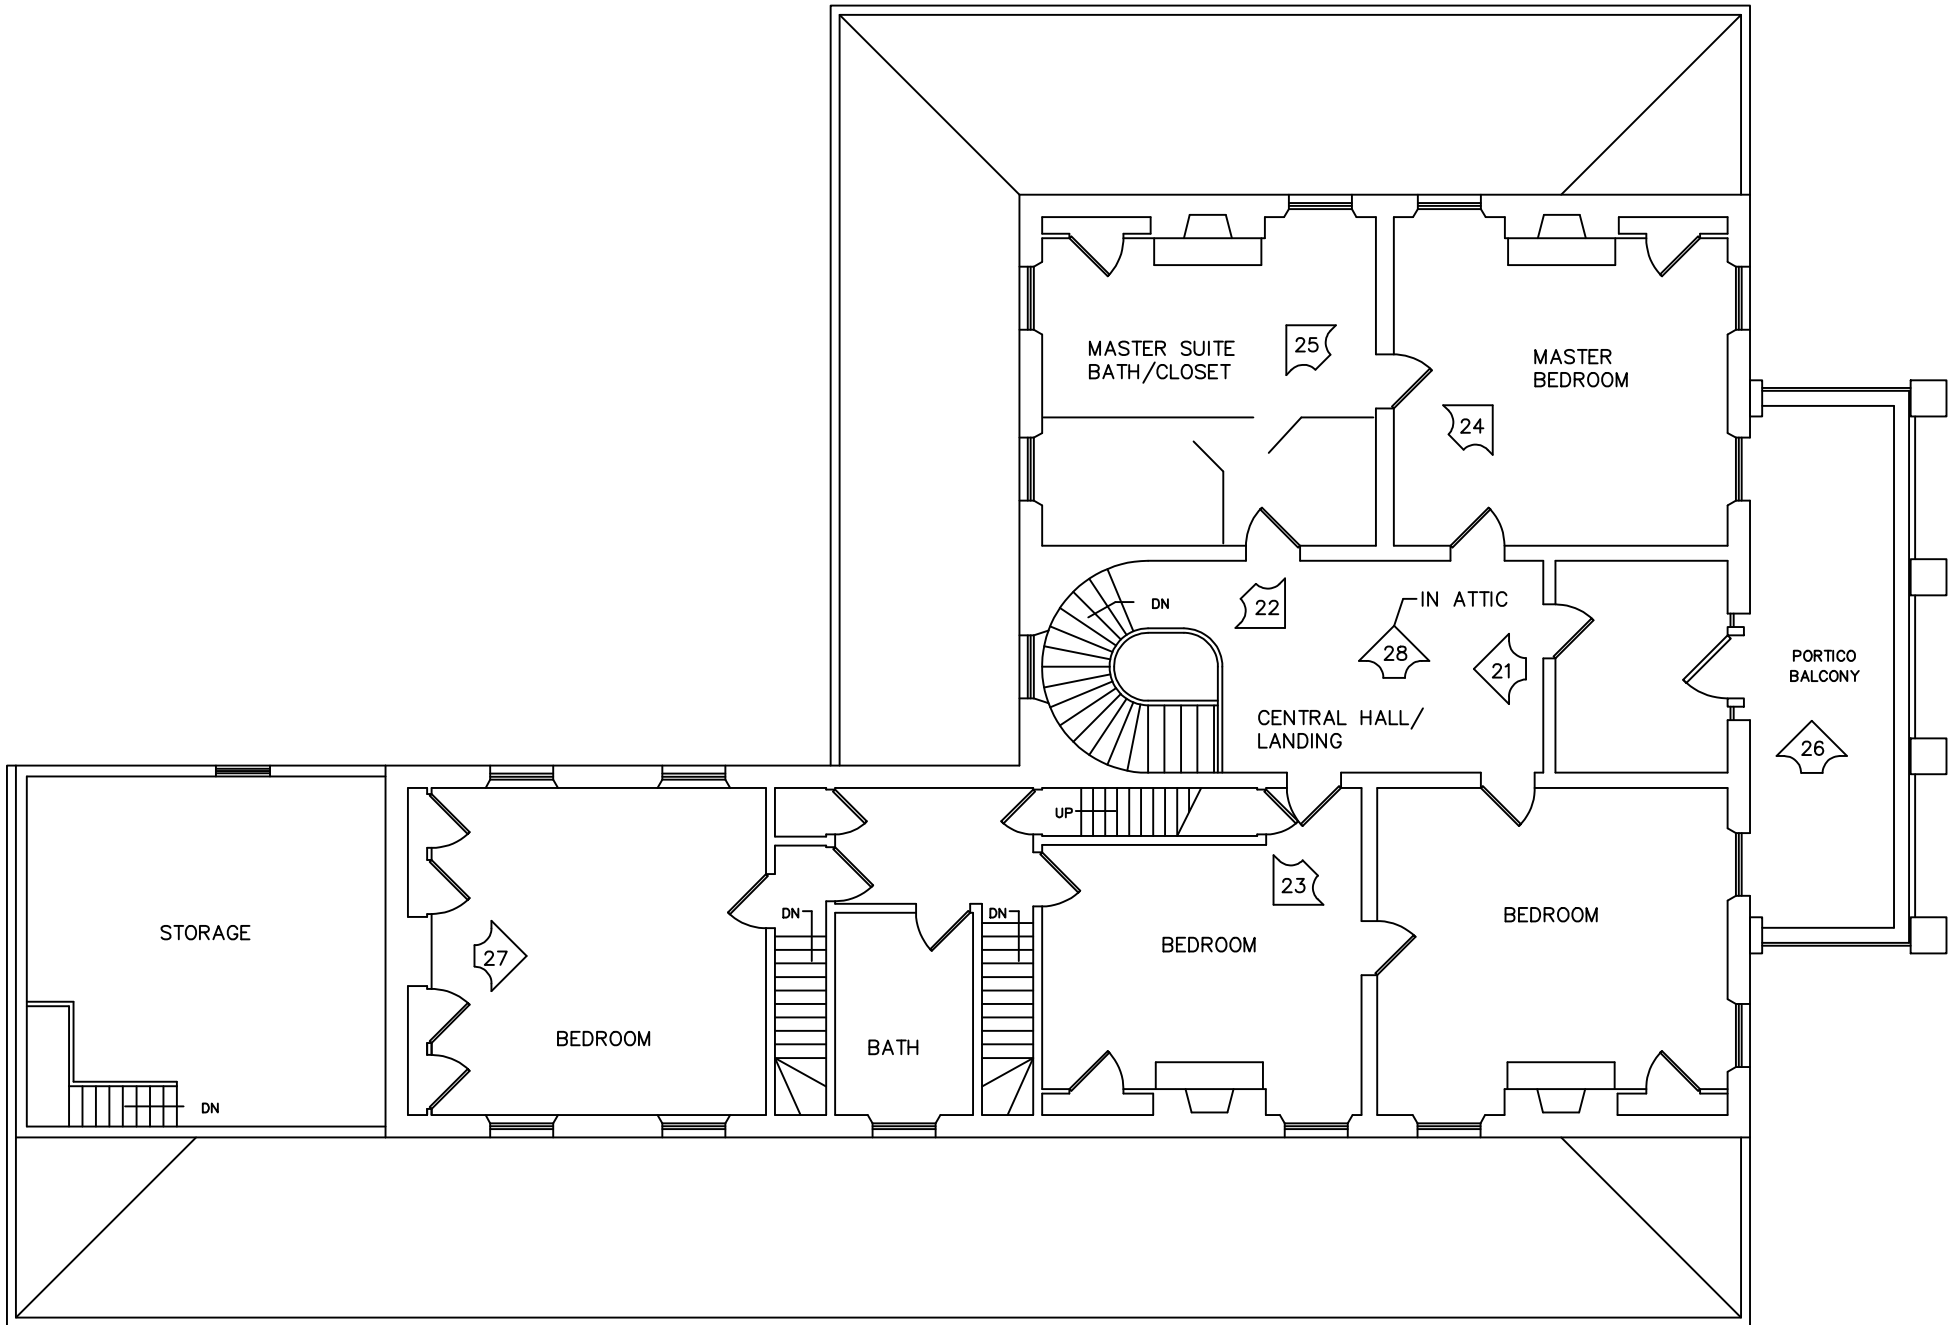 25
MASTER SUITE
BATH/CLOSET
MASTER
BEDROOM
24
DN
22
IN ATTIC
28
21
PORTICO
BALCONY
CENTRAL HALL/
LANDING
26
UP
23
DN
DN
BEDROOM
STORAGE
BEDROOM
27
BEDROOM
BATH
DN